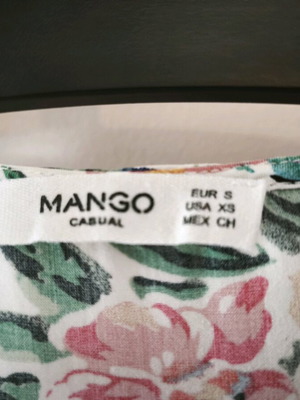 MANGO
CASUAL
EUR S
USA XS
MEX CH